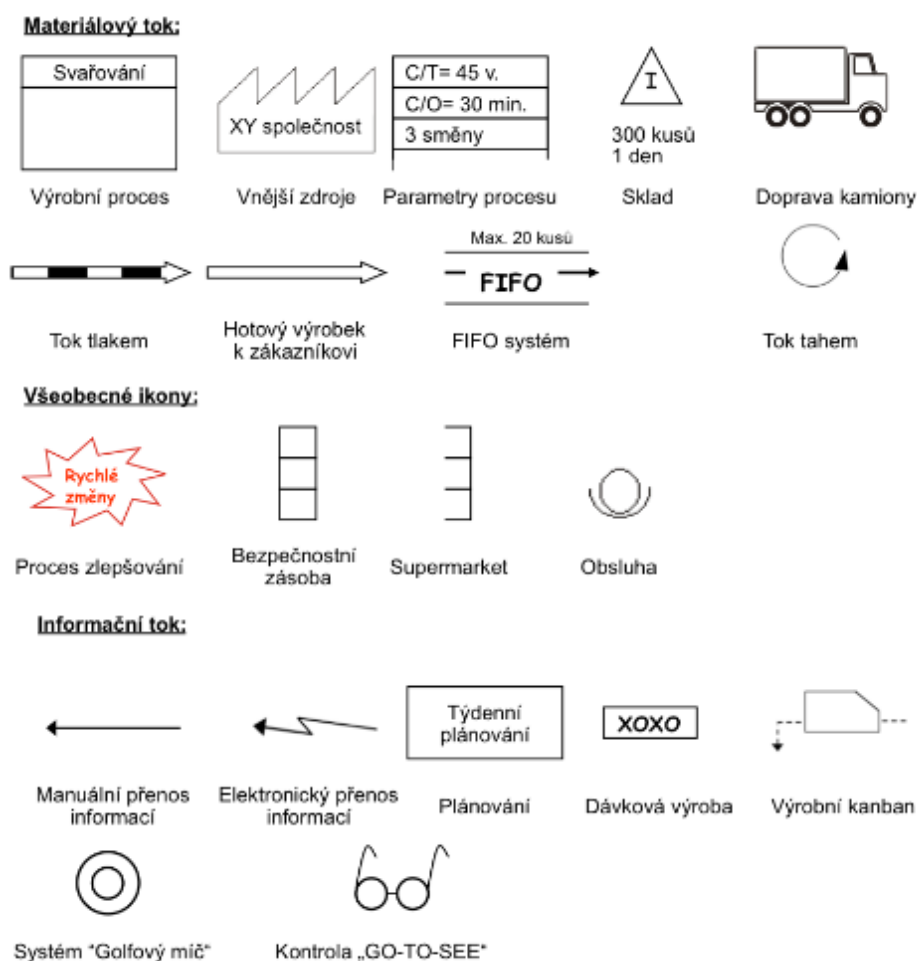 Materiálový tok:
Svařování
XY společnost
C/T= 45 v.
C/O= 30 min.
3 směny
I
300 kusů
1 den
Výrobní proces
Vnější zdroje
Parametry procesu
Sklad
Doprava kamiony
Max. 20 kusů
FIFO
Tok tlakem
Hotový výrobek
k zákazníkovi
FIFO systém
Tok tahem
Všeobecné ikony:
Rychlé
změny
Proces zlepšování
Bezpečnostní
zásoba
Supermarket
Obsluha
Informační tok:
Týdenní
plánování
XOXO
Manuální přenos
informací
Elektronický přenos
informací
Plánování
Dávková výroba
Výrobní kanban
Systém "Golfový míč"
Kontrola „GO-TO-SEE"